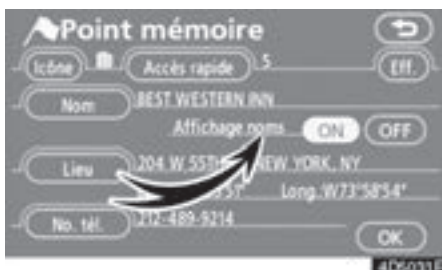 Point mémoire
Icône Accès rapide 5 Eff.
Nom BEST WESTERN INN
Affichage noms ON OFF
Lieu 204 W 55TH NEW YORK, NY
51" Long. W73°58'54"
No. tél. 212-489-9214
OK